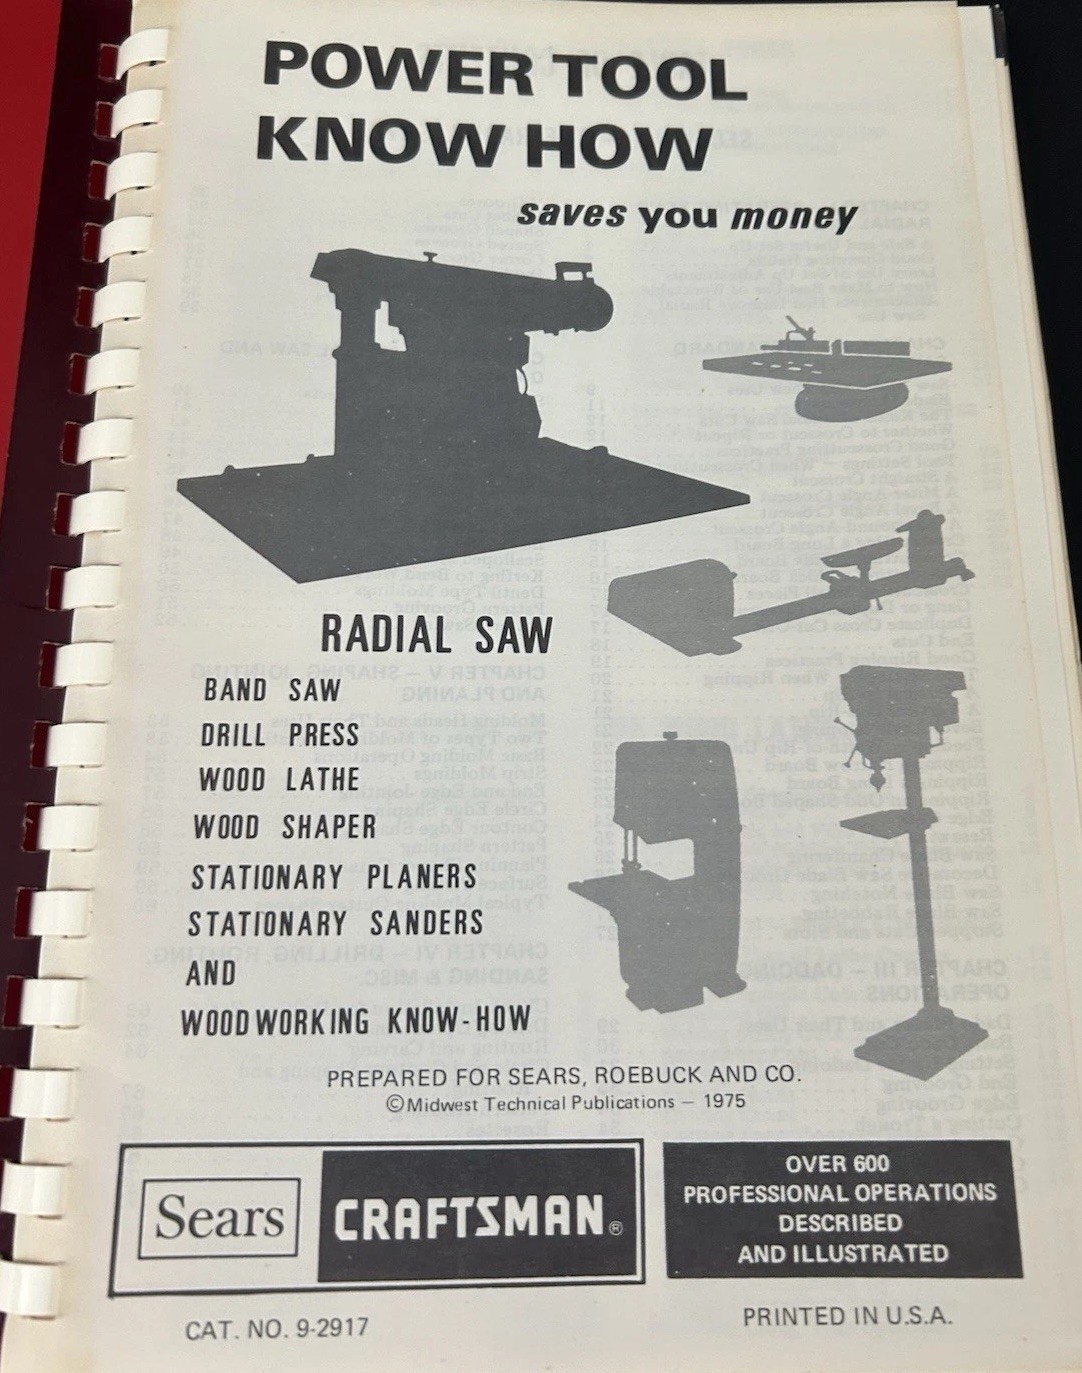 POWER TOOL
KNOW HOW
saves you money
RADIAL SAW
BAND SAW
DRILL PRESS
WOOD LATHE
WOOD SHAPER
STATIONARY PLANERS
STATIONARY SANDERS
AND
WOODWORKING KNOW-HOW
PREPARED FOR SEARS, ROEBUCK AND CO.
©Midwest Technical Publications — 1975
Sears
CRAFTSMAN®
OVER 600
PROFESSIONAL OPERATIONS
DESCRIBED
AND ILLUSTRATED
CAT. NO. 9-2917
PRINTED IN U.S.A.